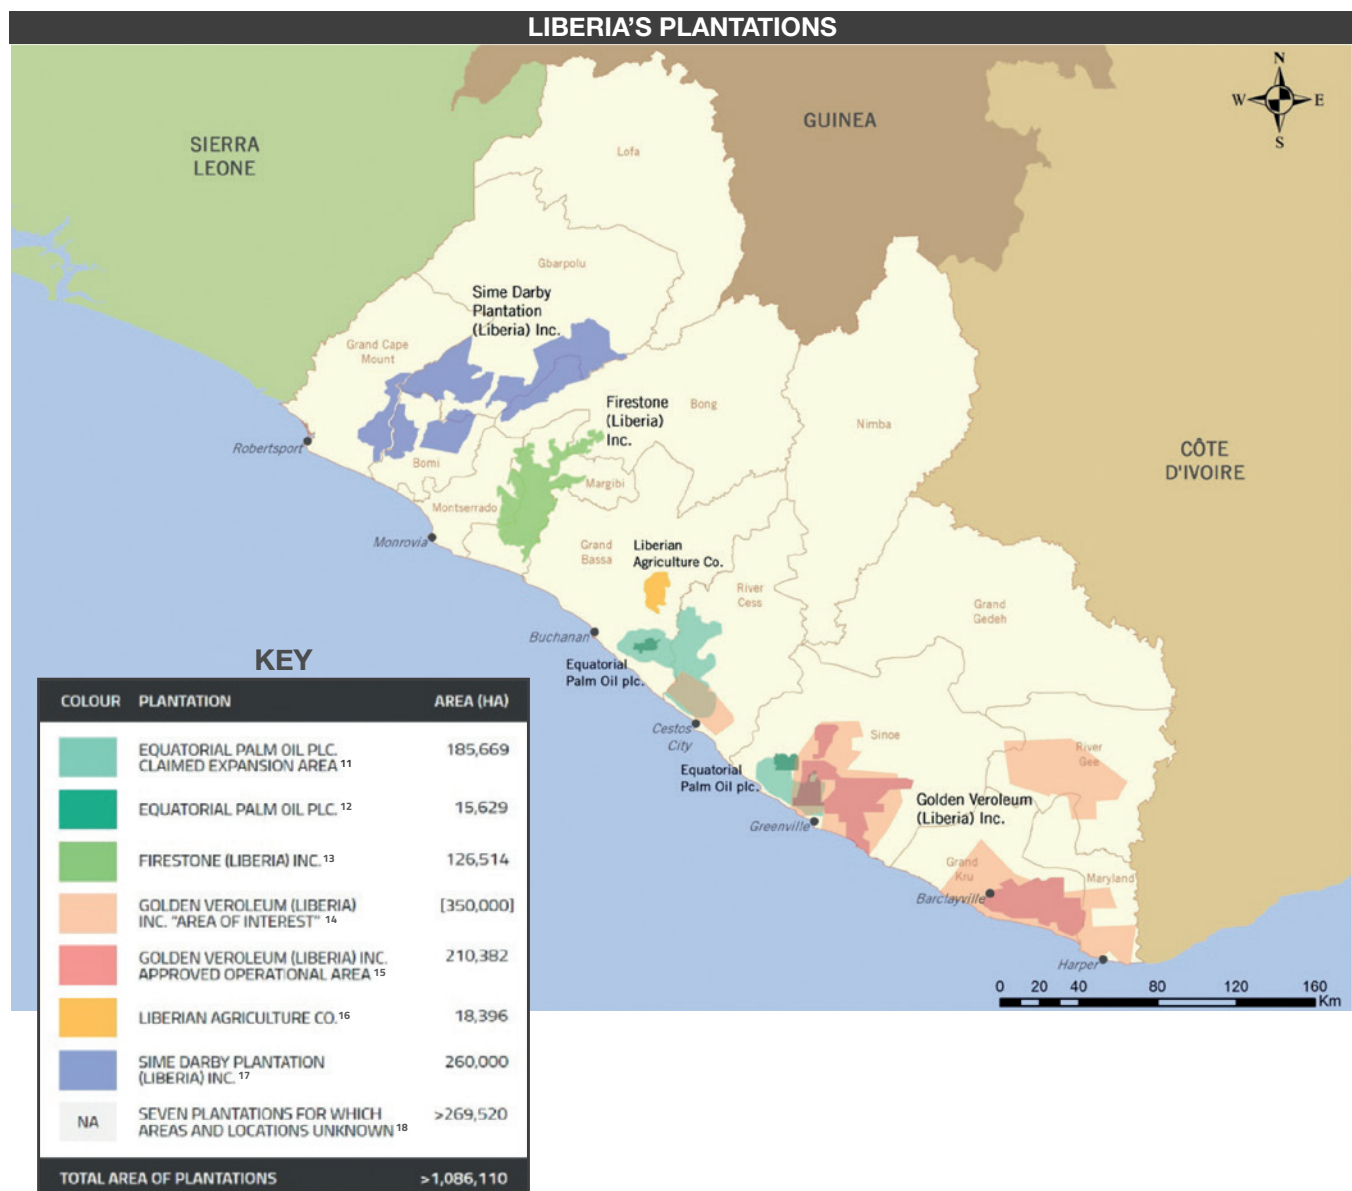 LIBERIA'S PLANTATIONS
N
W E
S
GUINEA
SIERRA
LEONE
Lofa
Gbarpolu
Sime Darby
Plantation
(Liberia) Inc.
Grand Cape
Mount
Firestone
(Liberia)
Inc.
Bong
Nimba
CÔTE
D'IVOIRE
Robertsport
Bomi
Margibi
Montserrado
Monrovia
Grand
Bassa
Liberian
Agriculture Co.
River
Cess
Grand
Gedeh
Buchanan
Equatorial
Palm Oil plc.
Cestos
City
Sinoe
River
Gee
Equatorial
Palm Oil plc.
Golden Veroleum
(Liberia) Inc.
Greenville
Grand
Kru
Maryland
Barclayville
Harper
0 20 40 80 120 160
Km
KEY
COLOUR PLANTATION AREA (HA)
EQUATORIAL PALM OIL PLC. 185,669
CLAIMED EXPANSION AREA 11
EQUATORIAL PALM OIL PLC. 12 15,629
FIRESTONE (LIBERIA) INC. 13 126,514
GOLDEN VEROLEUM (LIBERIA) [350,000]
INC. "AREA OF INTEREST" 14
GOLDEN VEROLEUM (LIBERIA) INC. 210,382
APPROVED OPERATIONAL AREA 15
LIBERIAN AGRICULTURE CO. 16 18,396
SIME DARBY PLANTATION 260,000
(LIBERIA) INC. 17
NA SEVEN PLANTATIONS FOR WHICH >269,520
AREAS AND LOCATIONS UNKNOWN 18
TOTAL AREA OF PLANTATIONS >1,086,110